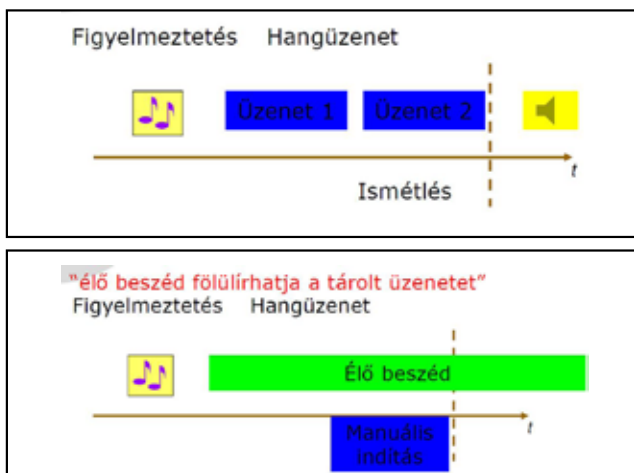 Figyelmeztetés Hangüzenet
Üzenet 1 Üzenet 2
t
Ismétlés
"élő beszéd fölülírhatja a tárolt üzenetet"
Figyelmeztetés Hangüzenet
Élő beszéd
t
Manuális
indítás